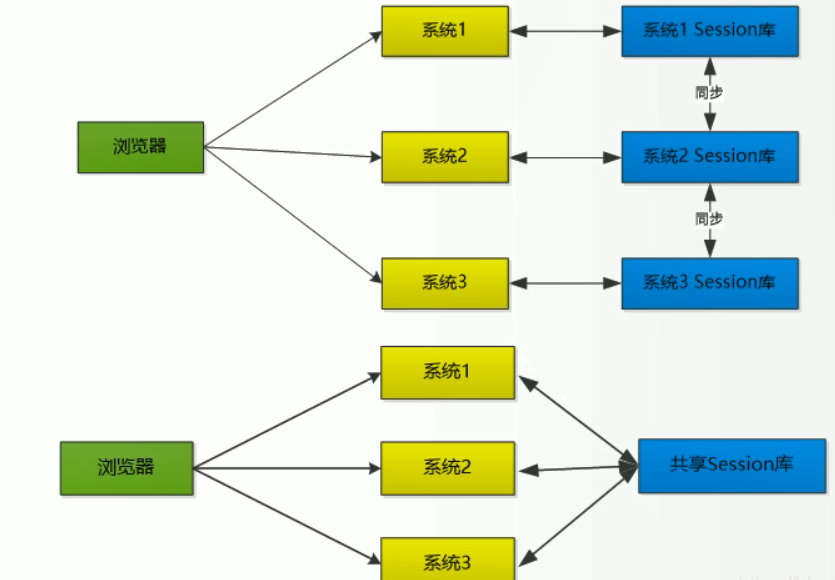 系统1
系统1 Session库
同步
浏览器
系统2
系统2 Session库
同步
系统3
系统3 Session库
系统1
浏览器
系统2
共享Session库
系统3